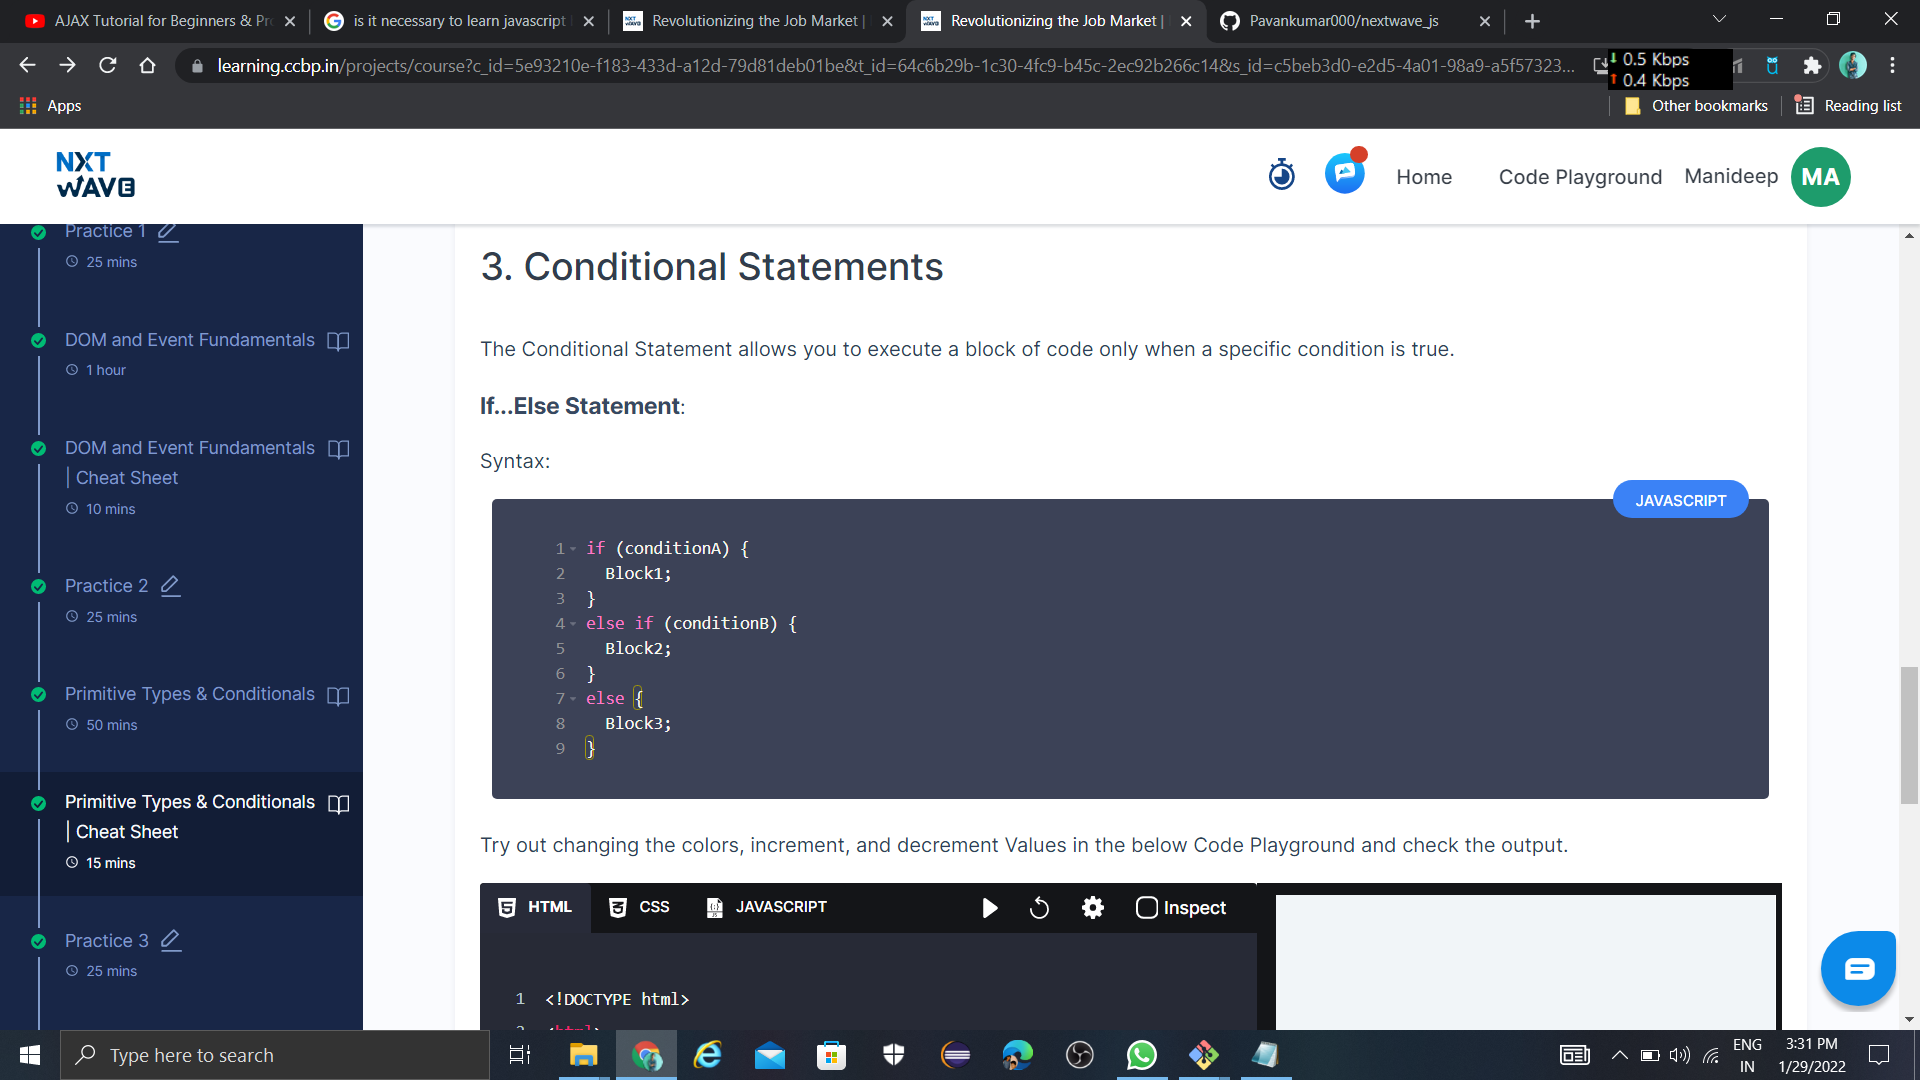 AJAX Tutorial for Beginners & Pr
is it necessary to learn javascript
Revolutionizing the Job Market |
Revolutionizing the Job Market |
Pavankumar000/nextwave_js
learning.ccbp.in/projects/course?c_id=5e93210e-f183-433d-a12d-79d81deb01be&t_id=64c6b29b-1c30-4fc9-b45c-2ec92b266c14&s_id=c5beb3d0-e2d5-4a01-98a9-a5f57323...
0.5 Kbps
0.4 Kbps
Apps
Other bookmarks
Reading list
NXT
WAVE
Home
Code Playground
Manideep
MA
Practice 1
25 mins
DOM and Event Fundamentals
1 hour
DOM and Event Fundamentals
| Cheat Sheet
10 mins
Practice 2
25 mins
Primitive Types & Conditionals
50 mins
Primitive Types & Conditionals
| Cheat Sheet
15 mins
Practice 3
25 mins
3. Conditional Statements
The Conditional Statement allows you to execute a block of code only when a specific condition is true.
If...Else Statement:
Syntax:
JAVASCRIPT
1 if (conditionA) {
2 Block1;
3 }
4 else if (conditionB) {
5 Block2;
6 }
7 else {
8 Block3;
9 }
Try out changing the colors, increment, and decrement Values in the below Code Playground and check the output.
HTML
CSS
JAVASCRIPT
Inspect
1 <!DOCTYPE html>
Type here to search
ENG
IN
3:31 PM
1/29/2022